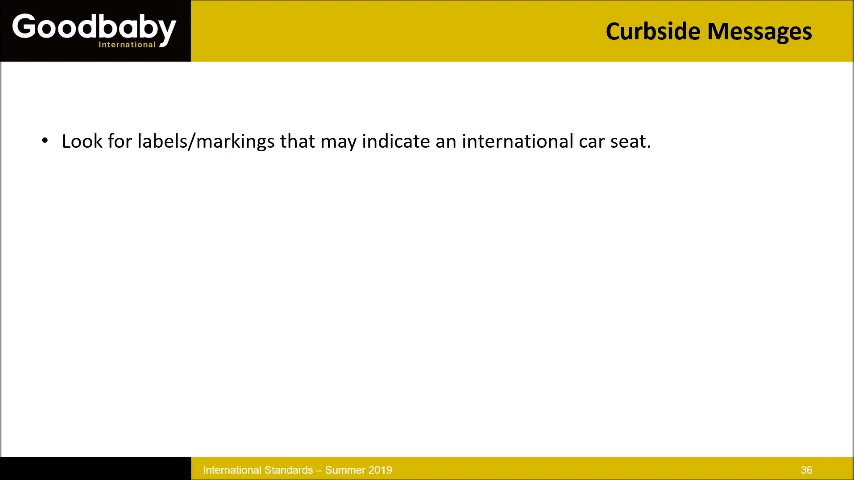 Goodbaby
International
Curbside Messages
• Look for labels/markings that may indicate an international car seat.
International Standards – Summer 2019
36